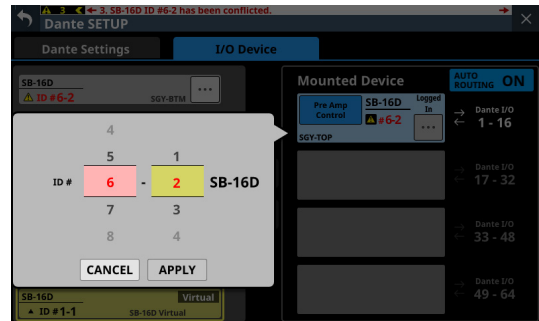 3 3. SB-16D ID #6-2 has been conflicted.
Dante SETUP
Dante Settings I/O Device
SB-16D
ID #6-2 SGY-BTM ...
Mounted Device AUTO ROUTING ON
Pre Amp Control SB-16D Logged In
#6-2 ...
SGY-TOP
Dante I/O
1 - 16
Dante I/O
17 - 32
Dante I/O
33 - 48
Dante I/O
49 - 64
4
5 1
ID # 6 - 2 SB-16D
7 3
8 4
CANCEL APPLY
SB-16D Virtual
ID #1-1 SB-16D Virtual